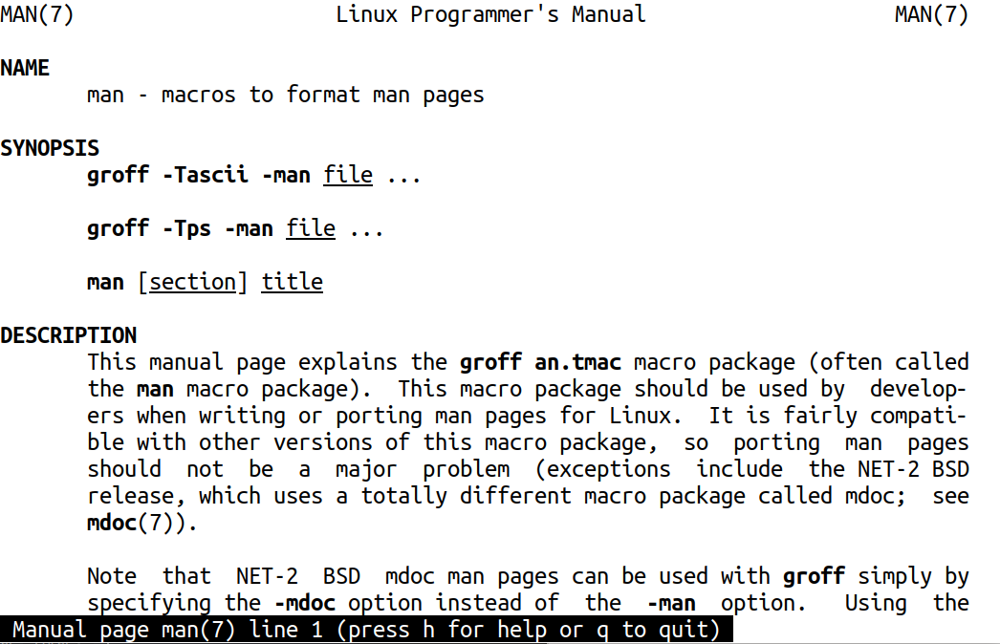 MAN(7) Linux Programmer's Manual MAN(7)
NAME
man - macros to format man pages
SYNOPSIS
groff -Tascii -man file ...
groff -Tps -man file ...
man [section] title
DESCRIPTION
This manual page explains the groff an.tmac macro package (often called
the man macro package). This macro package should be used by develop-
ers when writing or porting man pages for Linux. It is fairly compati-
ble with other versions of this macro package, so porting man pages
should not be a major problem (exceptions include the NET-2 BSD
release, which uses a totally different macro package called mdoc; see
mdoc(7)).
Note that NET-2 BSD mdoc man pages can be used with groff simply by
specifying the -mdoc option instead of the -man option. Using the
Manual page man(7) line 1 (press h for help or q to quit)